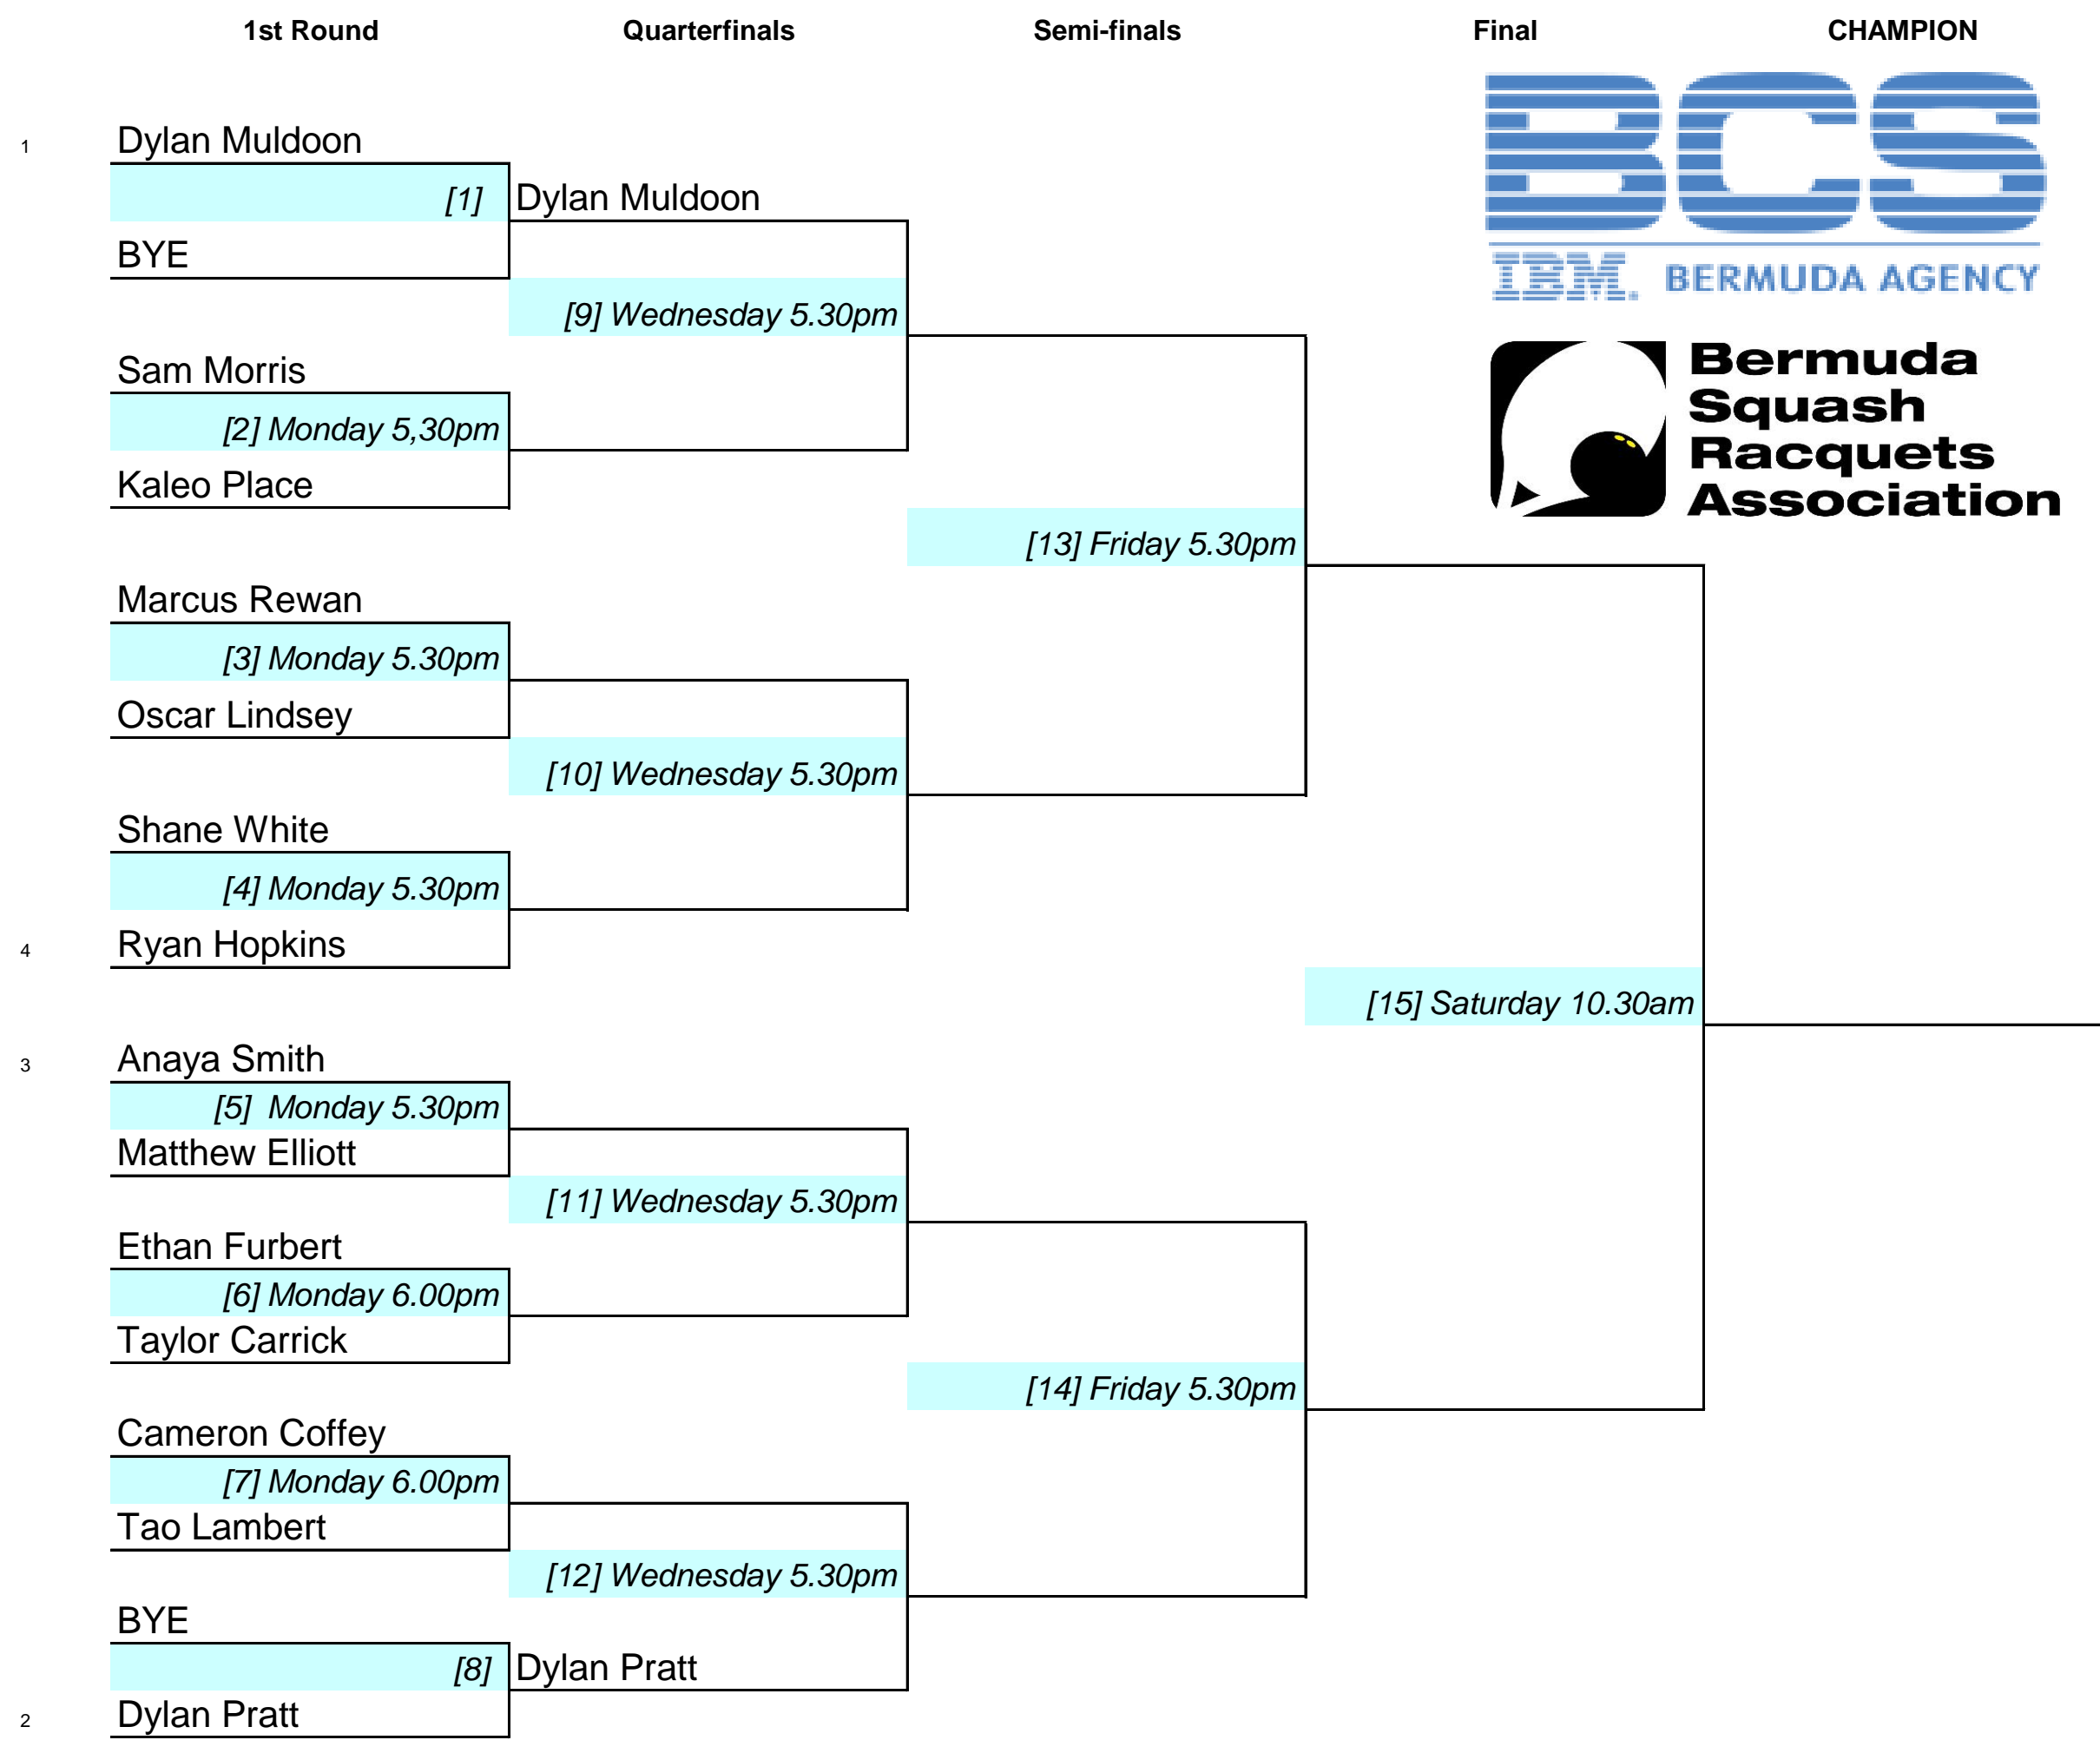 1st Round Quarterfinals Semi-finals Final CHAMPION
BCS
IBM. BERMUDA AGENCY
1 Dylan Muldoon
[1] Dylan Muldoon
BYE
[9] Wednesday 5.30pm
Bermuda
Squash
Racquets
Association
Sam Morris
[2] Monday 5,30pm
Kaleo Place
[13] Friday 5.30pm
Marcus Rewan
[3] Monday 5.30pm
Oscar Lindsey
[10] Wednesday 5.30pm
Shane White
[4] Monday 5.30pm
4 Ryan Hopkins
[15] Saturday 10.30am
3 Anaya Smith
[5]  Monday 5.30pm
Matthew Elliott
[11] Wednesday 5.30pm
Ethan Furbert
[6] Monday 6.00pm
Taylor Carrick
[14] Friday 5.30pm
Cameron Coffey
[7] Monday 6.00pm
Tao Lambert
[12] Wednesday 5.30pm
BYE
[8] Dylan Pratt
2 Dylan Pratt